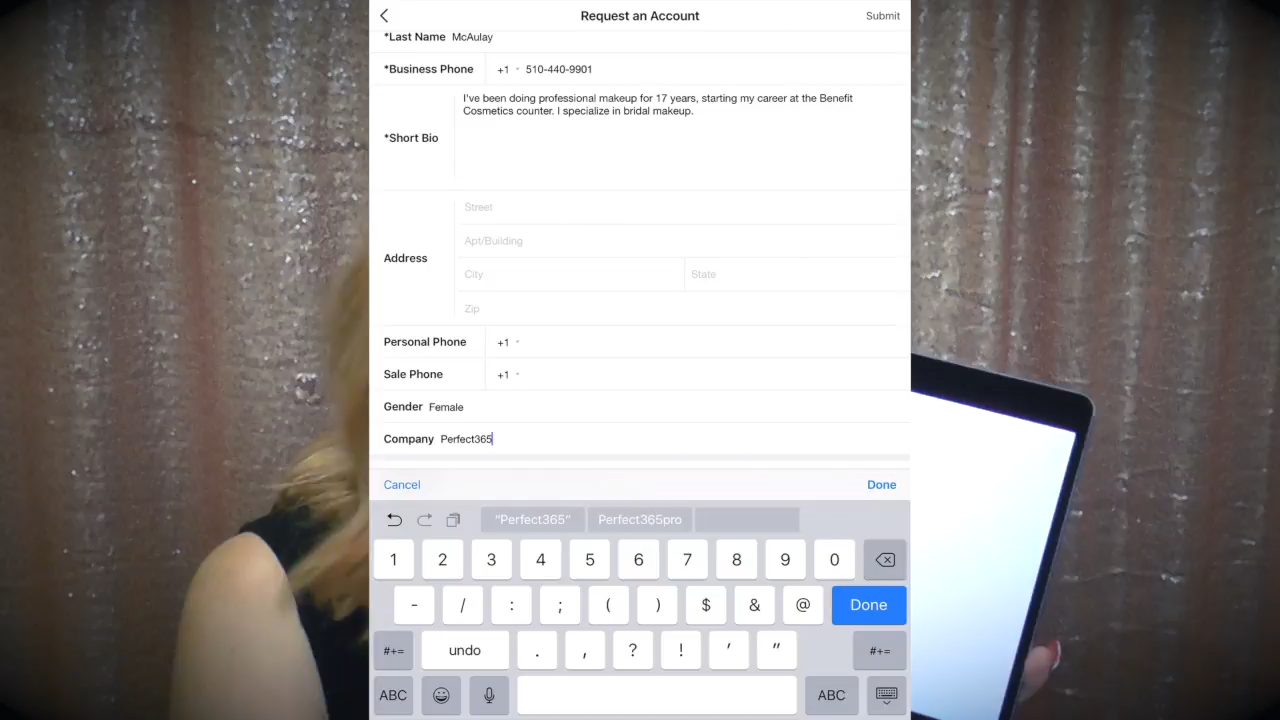 Request an Account
Submit
*Last Name McAulay
*Business Phone +1 510-440-9901
*Short Bio
I've been doing professional makeup for 17 years, starting my career at the Benefit
Cosmetics counter. I specialize in bridal makeup.
Address
Street
Apt/Building
City State
Zip
Personal Phone +1
Sale Phone +1
Gender Female
Company Perfect365
Cancel Done
"Perfect365" Perfect365pro
1 2 3 4 5 6 7 8 9 0
- / : ; ( ) $ & @ Done
#+= undo . , ? ! ' " #+=
ABC ABC